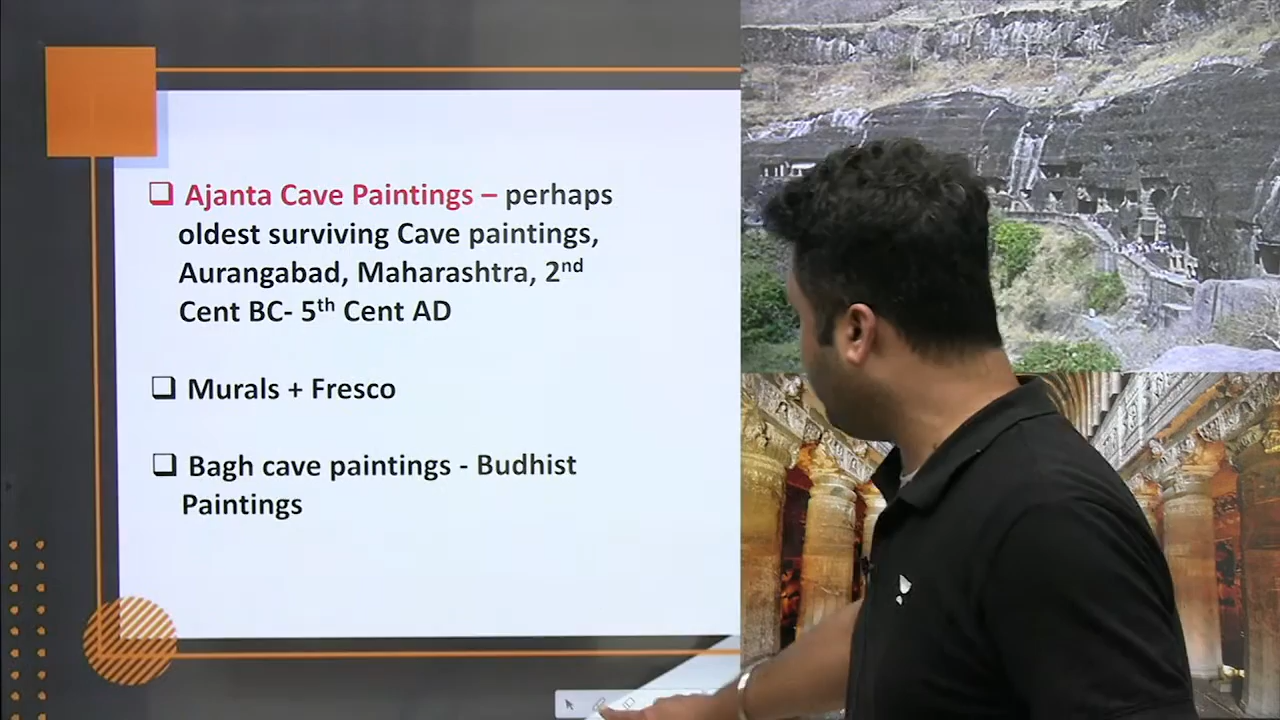 Ajanta Cave Paintings – perhaps
oldest surviving Cave paintings,
Aurangabad, Maharashtra, 2nd
Cent BC- 5th Cent AD
Murals + Fresco
Bagh cave paintings - Budhist
Paintings